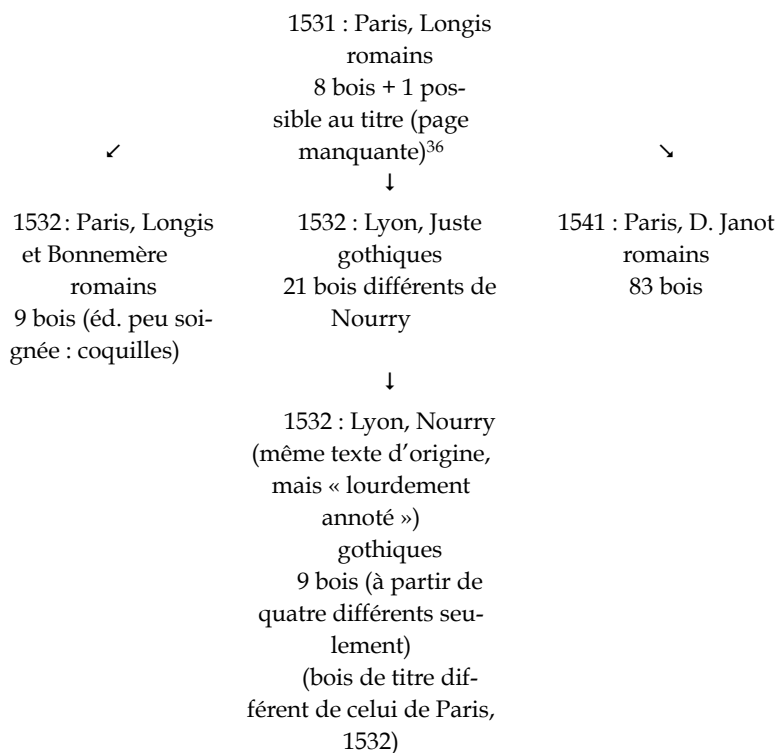 1531 : Paris, Longis
romains
8 bois + 1 pos-
sible au titre (page
manquante)³⁶
↙ ↓ ↘
1532 : Paris, Longis
et Bonnemère
romains
9 bois (éd. peu soi-
gnée : coquilles)
1532 : Lyon, Juste
gothiques
21 bois différents de
Nourry
1541 : Paris, D. Janot
romains
83 bois
↓
1532 : Lyon, Nourry
(même texte d’origine,
mais « lourdement
annoté »)
gothiques
9 bois (à partir de
quatre différents seu-
lement)
(bois de titre dif-
férent de celui de Paris,
1532)